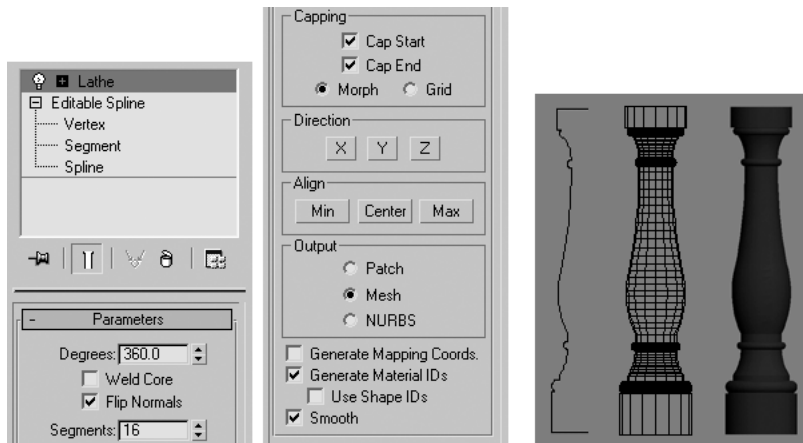 Lathe
Editable Spline
Vertex
Segment
Spline
- Parameters
Degrees: 360.0
Weld Core
Flip Normals
Segments: 16
Capping
Cap Start
Cap End
Morph Grid
Direction
X Y Z
Align
Min Center Max
Output
Patch
Mesh
NURBS
Generate Mapping Coords.
Generate Material IDs
Use Shape IDs
Smooth